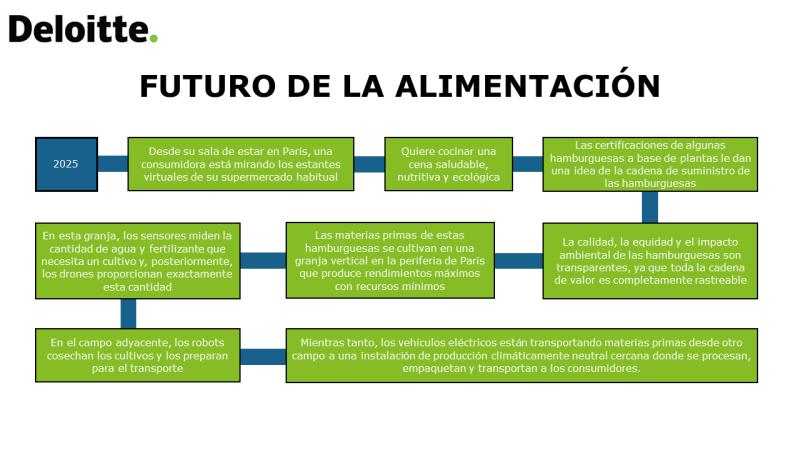 Deloitte.
FUTURO DE LA ALIMENTACIÓN
2025
Desde su sala de estar en París, una
consumidora está mirando los estantes
virtuales de su supermercado habitual
Quiere cocinar una
cena saludable,
nutritiva y ecológica
Las certificaciones de algunas
hamburguesas a base de plantas le dan
una idea de la cadena de suministro de
las hamburguesas
La calidad, la equidad y el impacto
ambiental de las hamburguesas son
transparentes, ya que toda la cadena
de valor es completamente rastreable
Las materias primas de estas
hamburguesas se cultivan en una
granja vertical en la periferia de París
que produce rendimientos máximos
con recursos mínimos
En esta granja, los sensores miden la
cantidad de agua y fertilizante que
necesita un cultivo y, posteriormente,
los drones proporcionan exactamente
esta cantidad
En el campo adyacente, los robots
cosechan los cultivos y los preparan
para el transporte
Mientras tanto, los vehículos eléctricos están transportando materias primas desde otro
campo a una instalación de producción climáticamente neutral cercana donde se procesan,
empaquetan y transportan a los consumidores.